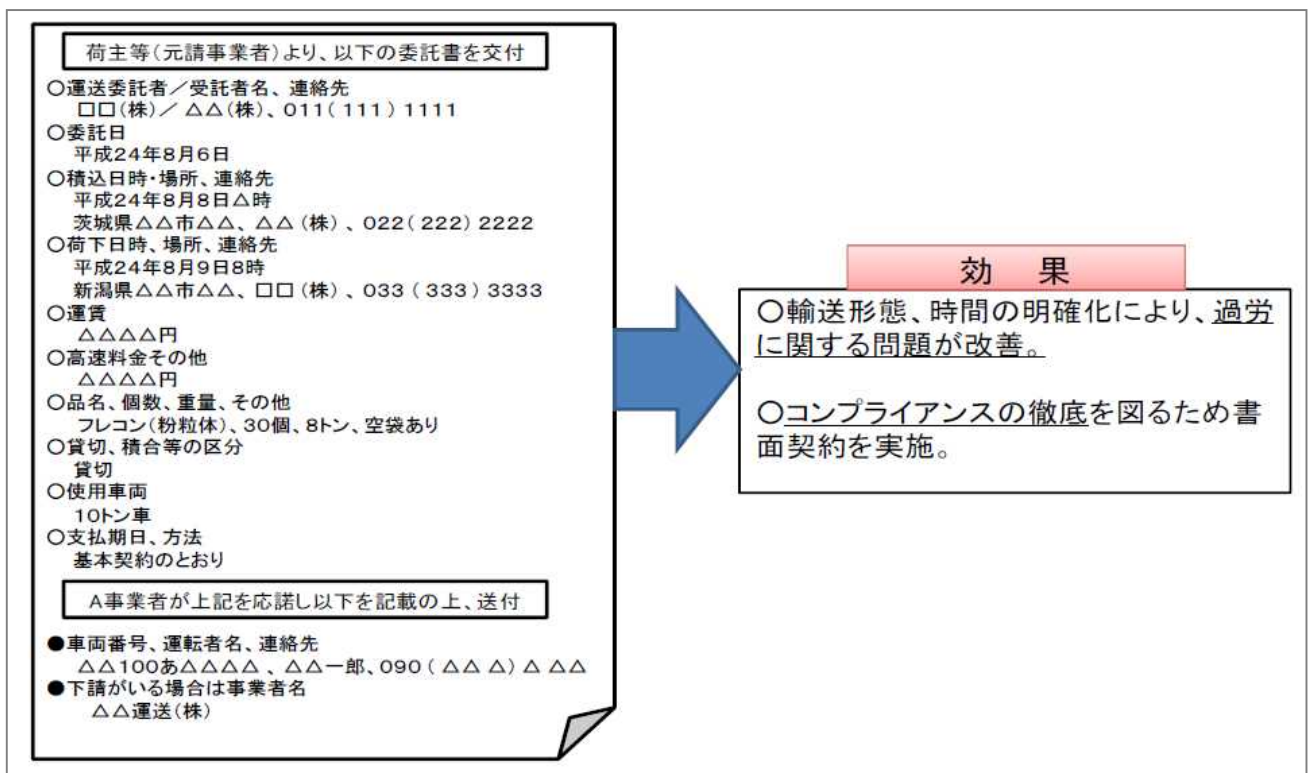 荷主等(元請事業者)より、以下の委託書を交付
○運送委託者/受託者名、連絡先
□□(株)/ △△(株)、011(111)1111
○委託日
平成24年8月6日
○積込日時・場所、連絡先
平成24年8月8日△時
茨城県△△市△△、△△(株)、022(222)2222
○荷下日時、場所、連絡先
平成24年8月9日8時
新潟県△△市△△、□□(株)、033(333)3333
○運賃
△△△△円
○高速料金その他
△△△△円
○品名、個数、重量、その他
フレコン(粉粒体)、30個、8トン、空袋あり
○貸切、積合等の区分
貸切
○使用車両
10トン車
○支払期日、方法
基本契約のとおり
A事業者が上記を応諾し以下を記載の上、送付
●車両番号、運転者名、連絡先
△△100あ△△△△、△△一郎、090(△△△)△△△
●下請がいる場合は事業者名
△△運送(株)
効 果
○輸送形態、時間の明確化により、過労
に関する問題が改善。
○コンプライアンスの徹底を図るため書
面契約を実施。